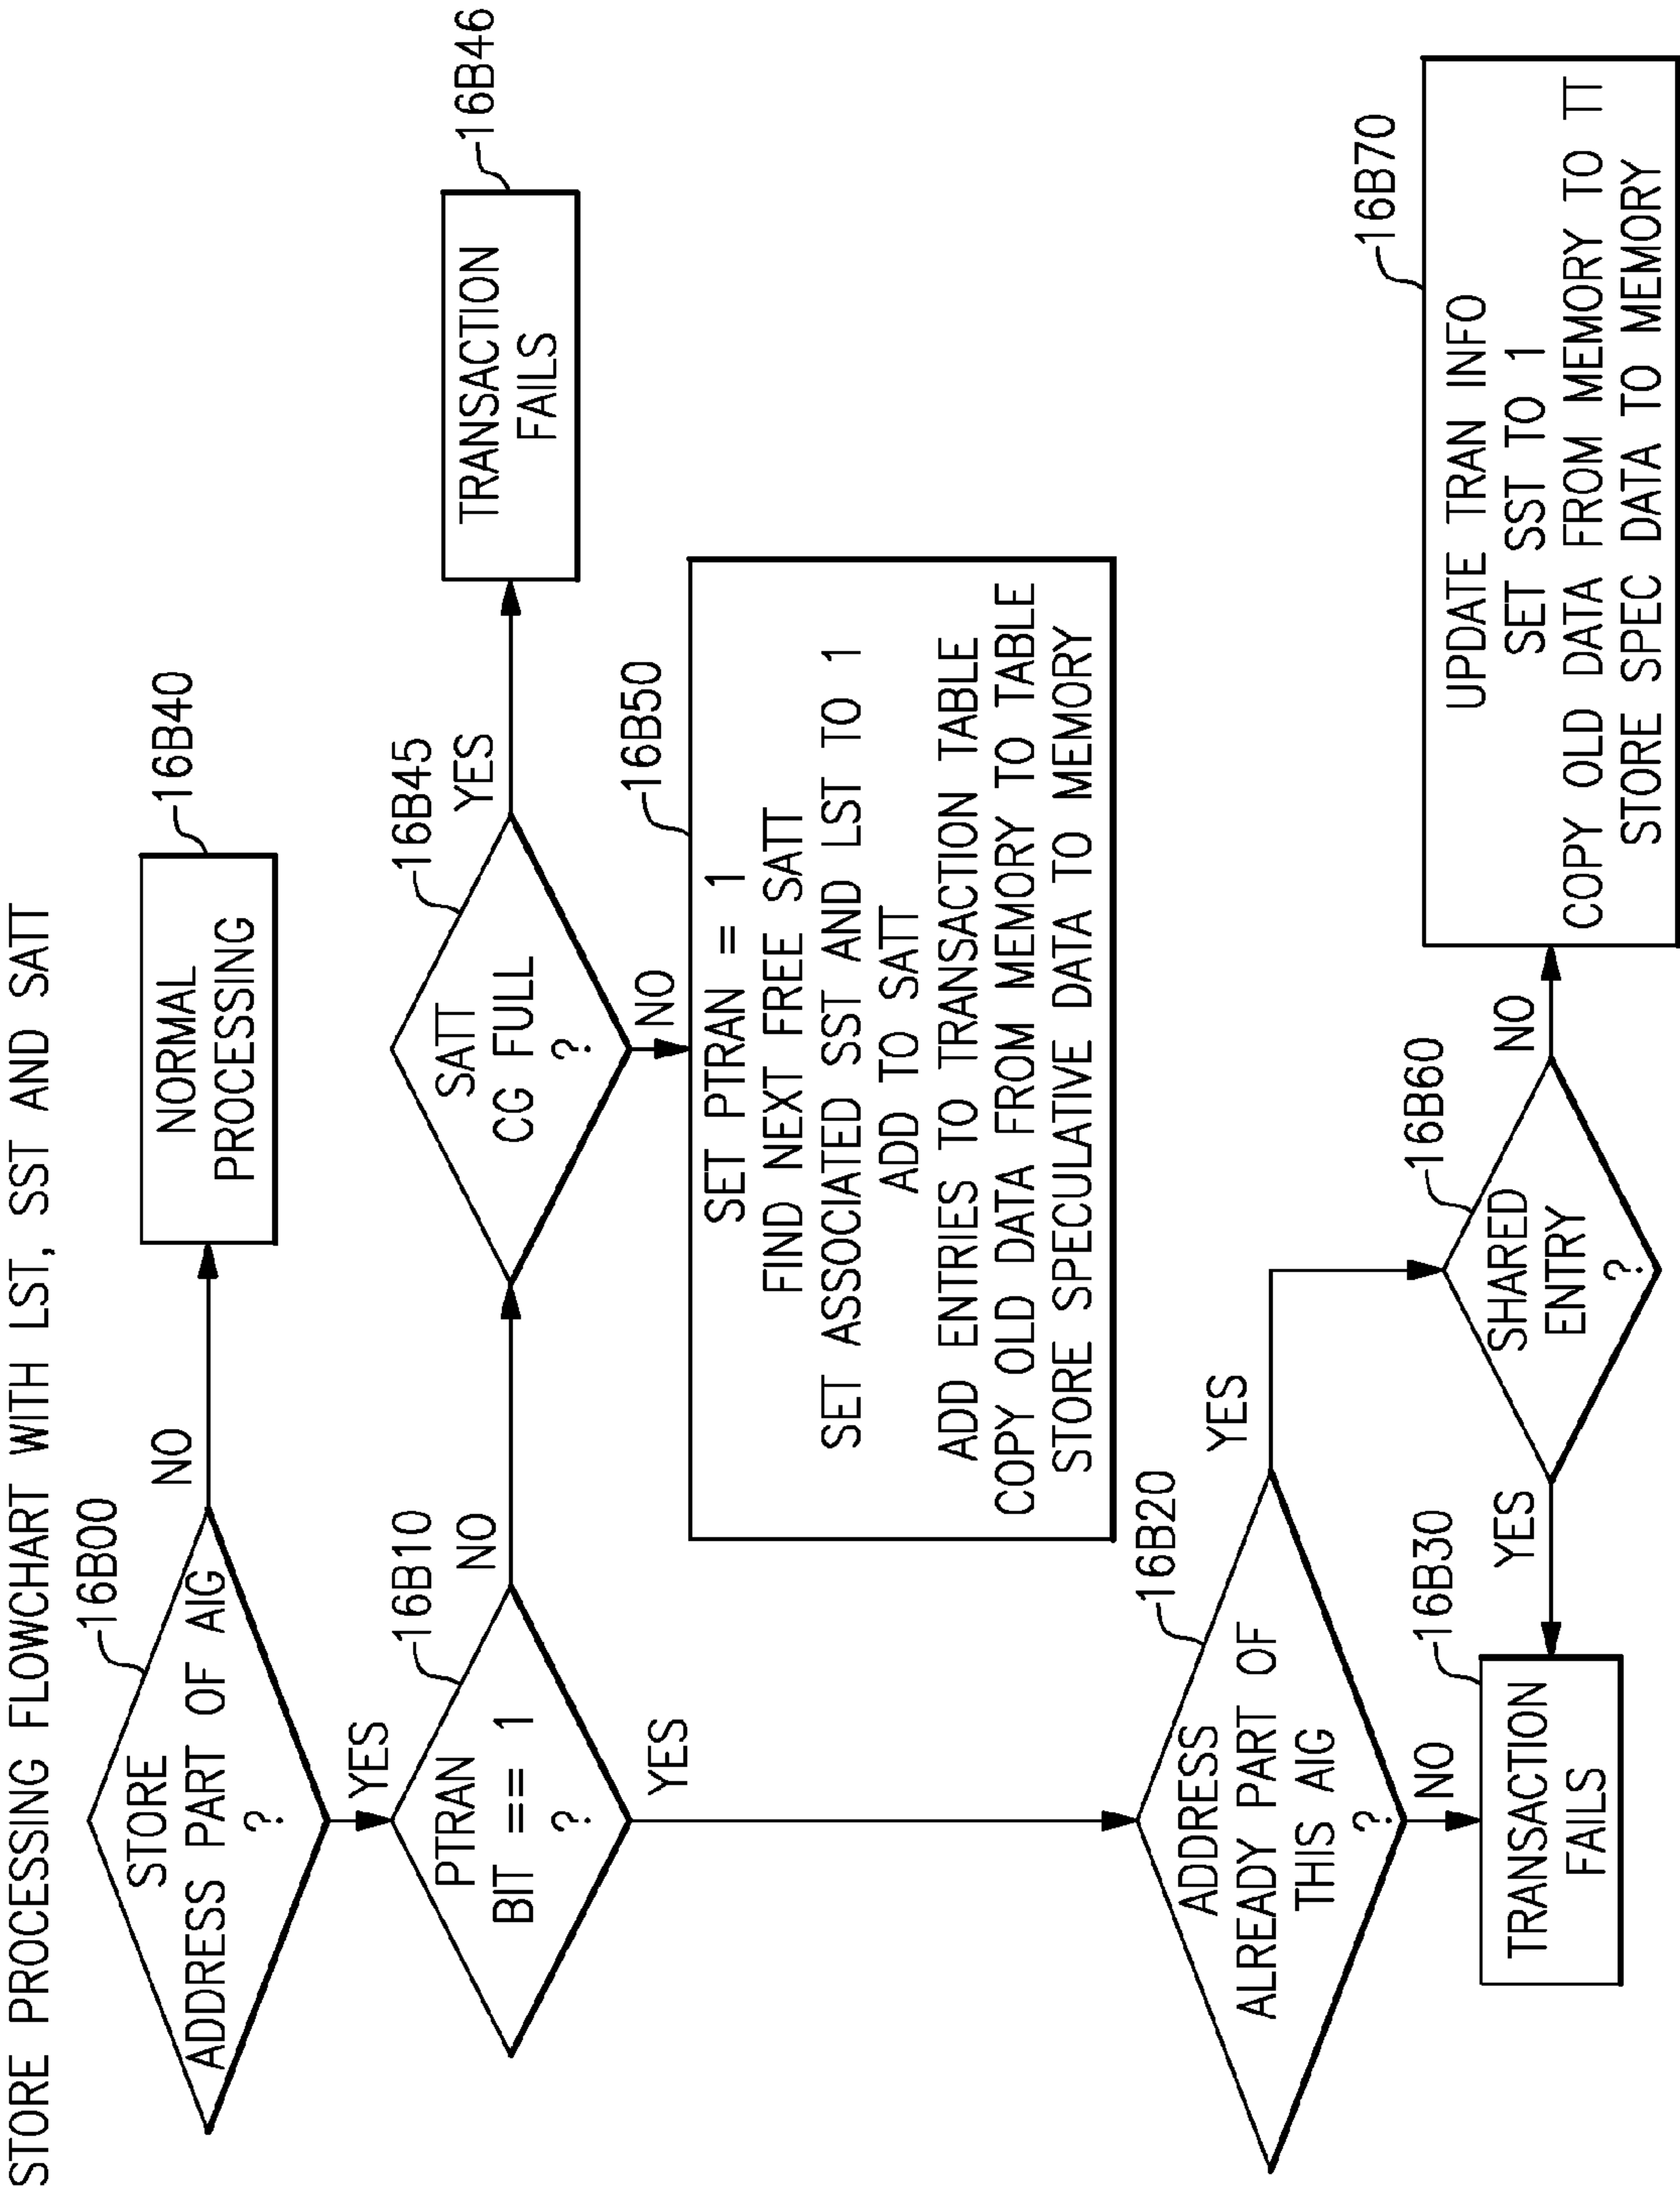 STORE PROCESSING FLOWCHART WITH LST, SST AND SATT
16B00
STORE
ADDRESS PART OF AIG
?
NO
16B40
NORMAL
PROCESSING
YES
16B10
PTRAN
BIT == 1
?
NO
16B45
SATT
CG FULL
?
YES
16B46
TRANSACTION
FAILS
NO
16B50
SET PTRAN = 1
FIND NEXT FREE SATT
SET ASSOCIATED SST AND LST TO 1
ADD TO SATT
ADD ENTRIES TO TRANSACTION TABLE
COPY OLD DATA FROM MEMORY TO TABLE
STORE SPECULATIVE DATA TO MEMORY
YES
16B20
ADDRESS
ALREADY PART OF
THIS AIG
?
YES
NO
16B30
TRANSACTION
FAILS
YES
16B60
SHARED
ENTRY
?
NO
16B70
UPDATE TRAN INFO
SET SST TO 1
COPY OLD DATA FROM MEMORY TO TT
STORE SPEC DATA TO MEMORY